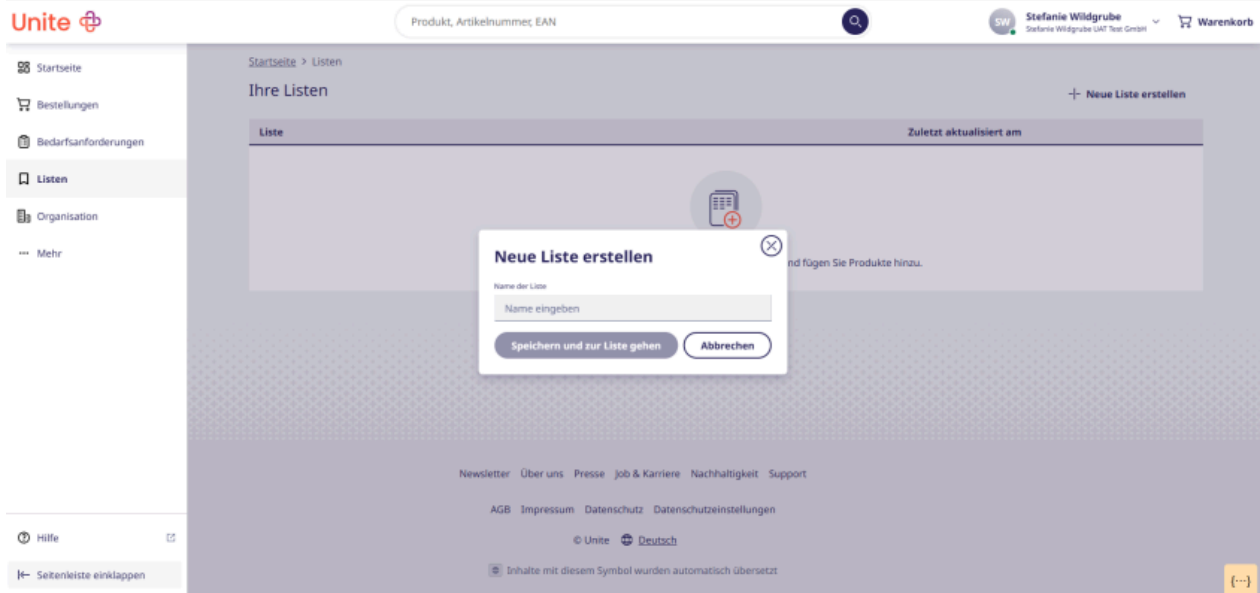 Unite
Produkt, Artikelnummer, EAN
SW
Stefanie Wildgrube
Stefanie Wildgrube UAT Test GmbH
Warenkorb
Startseite
Bestellungen
Bedarfsanforderungen
Listen
Organisation
Mehr
Startseite > Listen
Ihre Listen
Neue Liste erstellen
Liste
Zuletzt aktualisiert am
nd fügen Sie Produkte hinzu.
Neue Liste erstellen
Name der Liste
Name eingeben
Speichern und zur Liste gehen
Abbrechen
Newsletter Über uns Presse Job & Karriere Nachhaltigkeit Support
AGB Impressum Datenschutz Datenschutzeinstellungen
© Unite Deutsch
Inhalte mit diesem Symbol wurden automatisch übersetzt
Hilfe
Seitenleiste einklappen
{···}